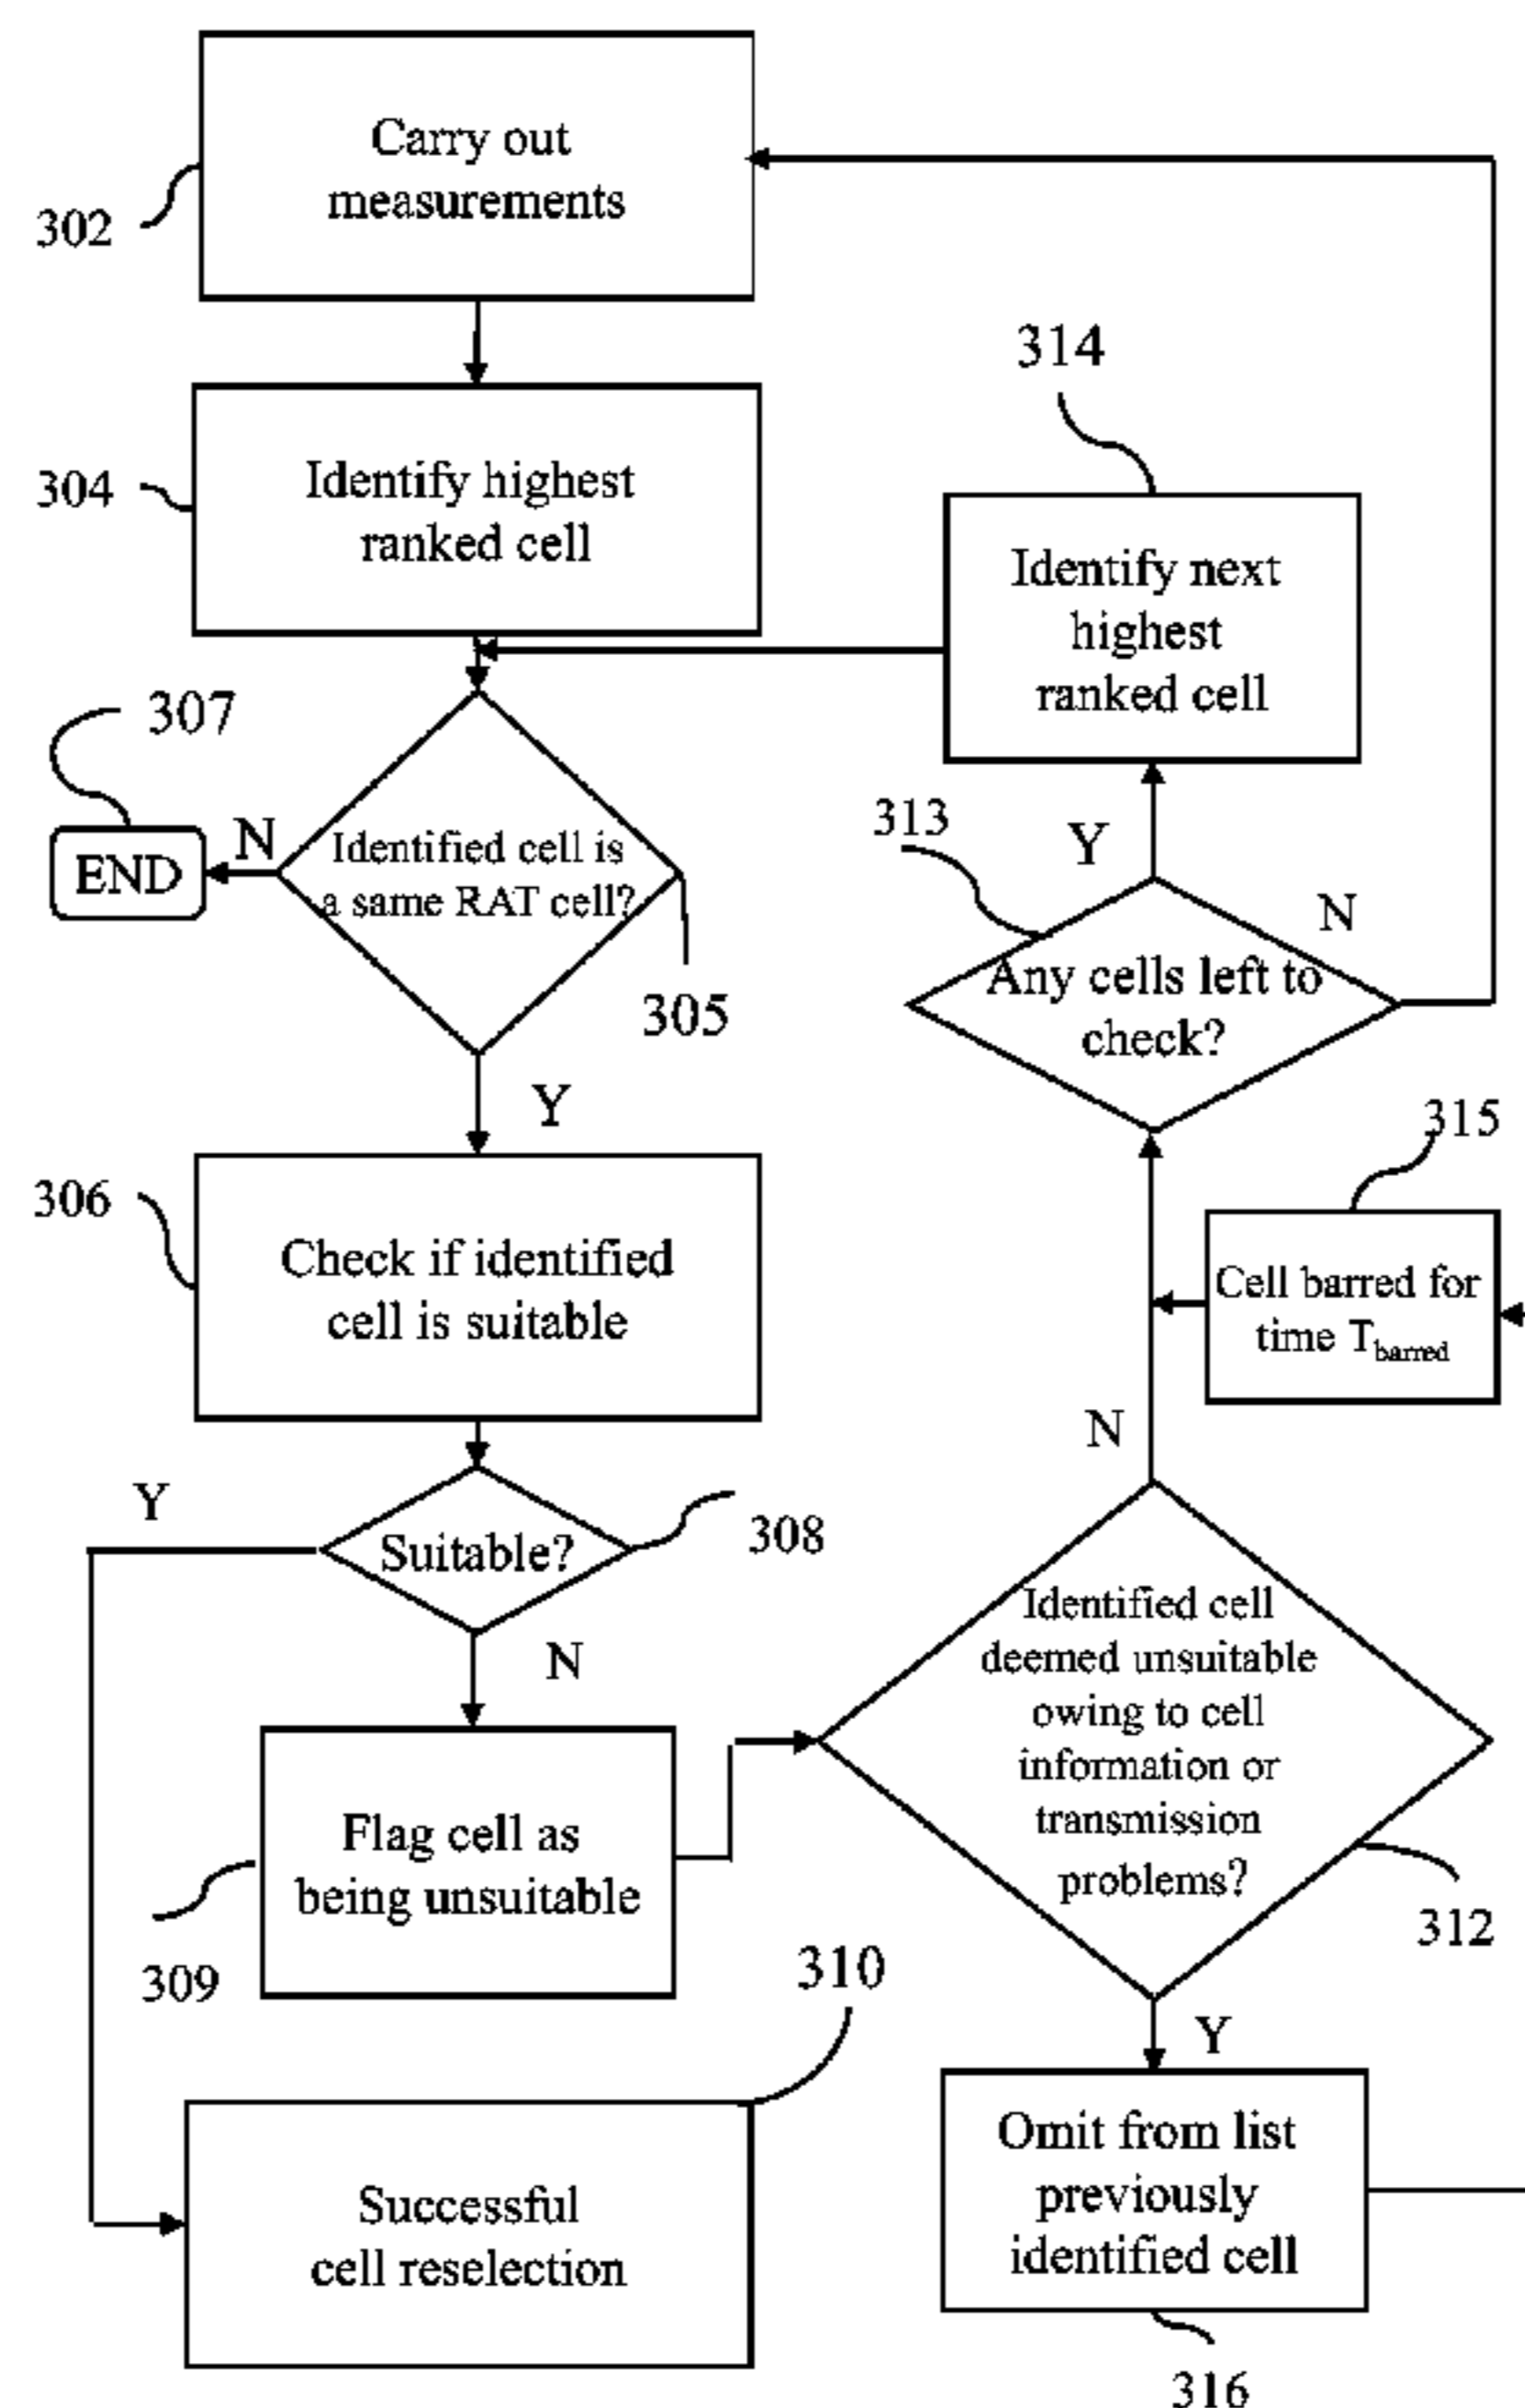 Carry out
measurements
302
314
304
Identify highest
ranked cell
Identify next
highest
ranked cell
307
END
N
Identified cell is
a same RAT cell?
305
313
Y
N
Any cells left to
check?
Y
315
306
Check if identified
cell is suitable
Cell barred for
time Tbarred
N
Y
Suitable?
308
N
Identified cell
deemed unsuitable
owing to cell
information or
transmission
problems?
312
Flag cell as
being unsuitable
309
310
Y
Successful
cell reselection
Omit from list
previously
identified cell
316